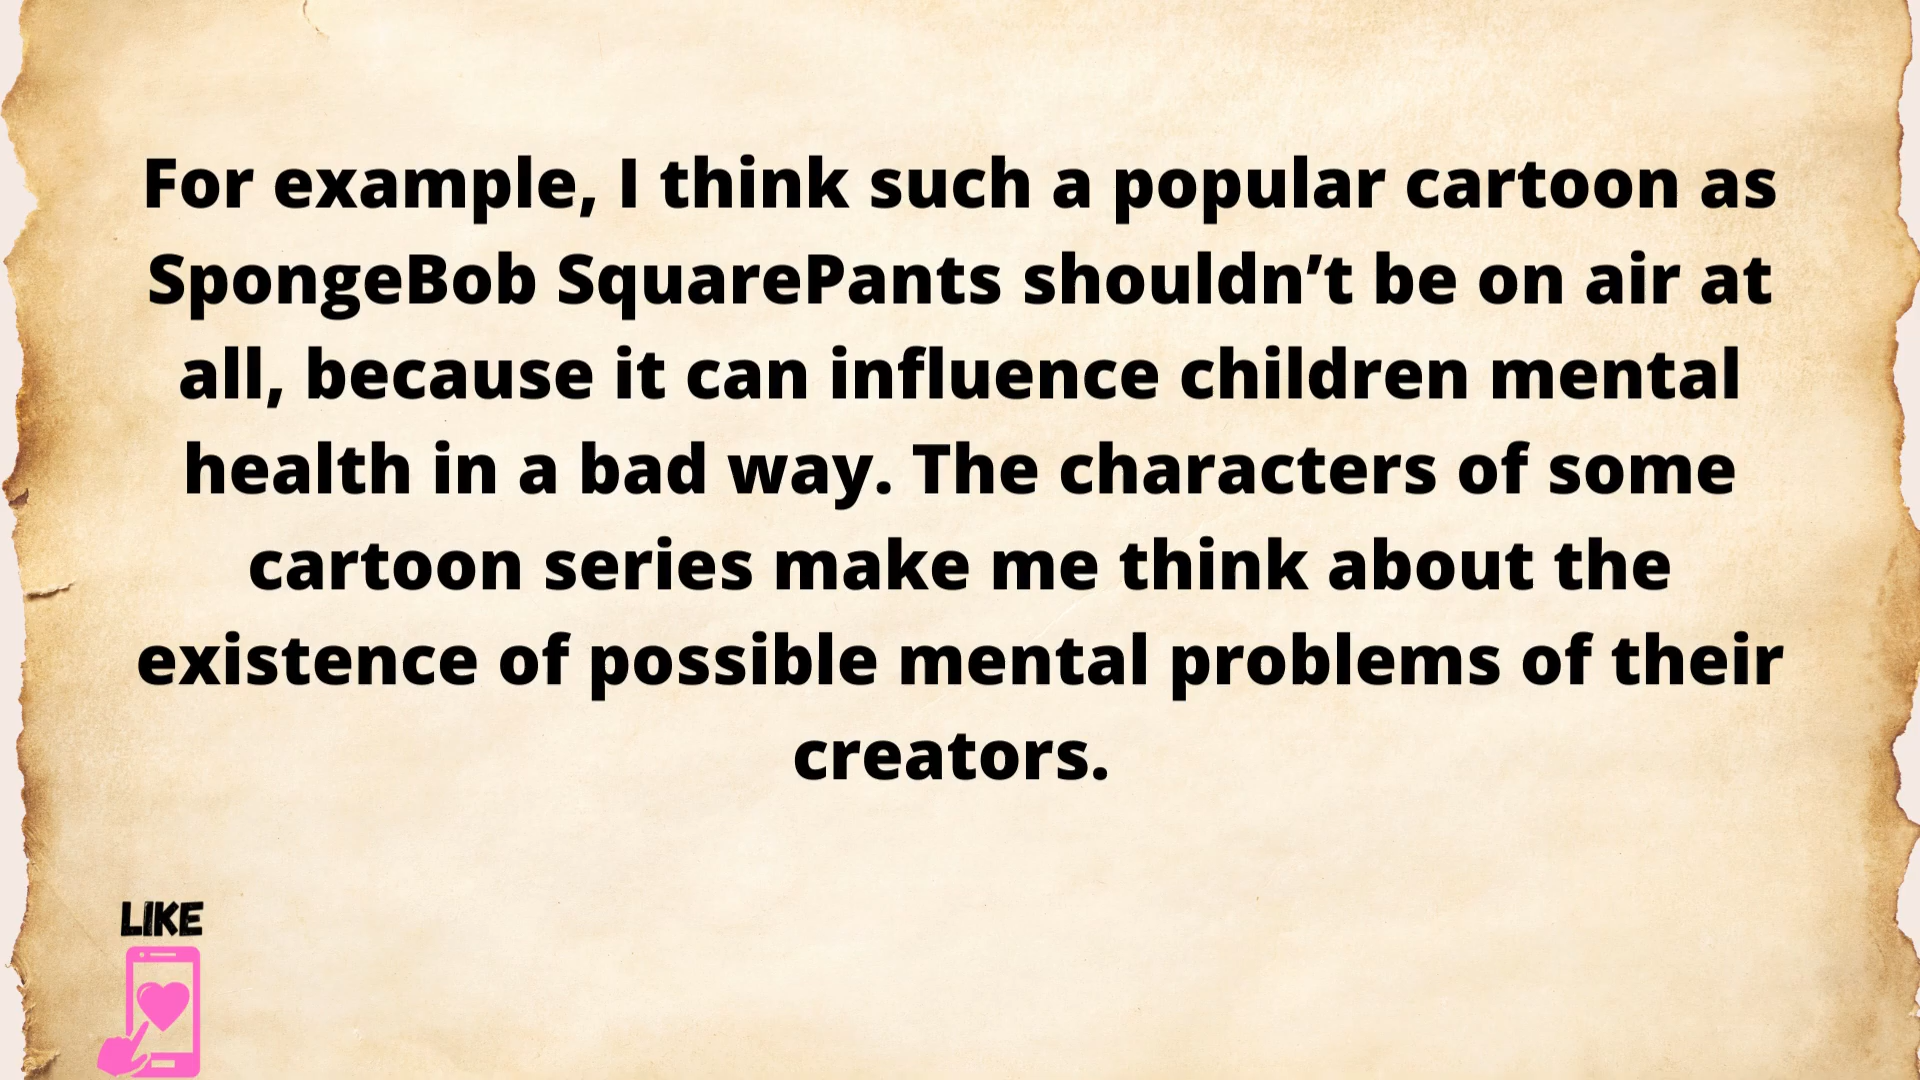 For example, I think such a popular cartoon as
SpongeBob SquarePants shouldn’t be on air at
all, because it can influence children mental
health in a bad way. The characters of some
cartoon series make me think about the
existence of possible mental problems of their
creators.
LIKE